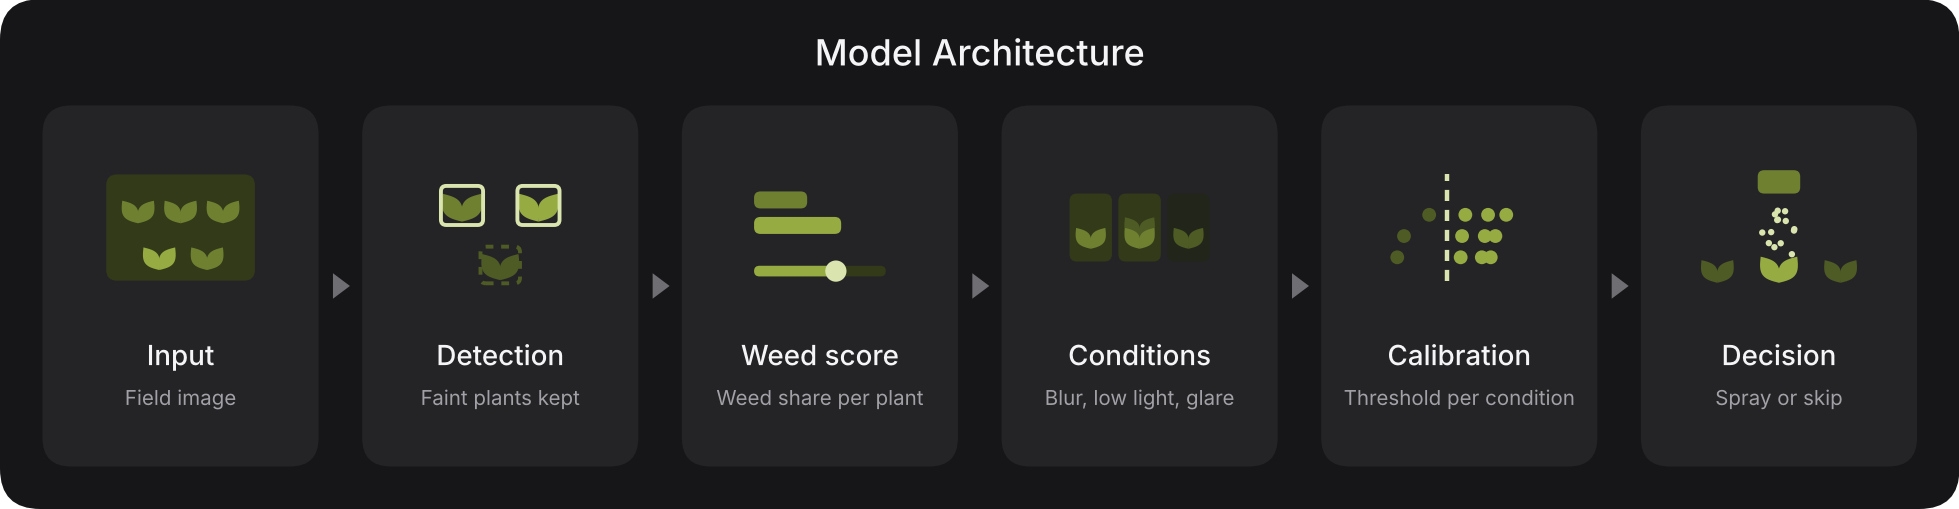 Model Architecture
Input
Field image
Detection
Faint plants kept
Weed score
Weed share per plant
Conditions
Blur, low light, glare
Calibration
Threshold per condition
Decision
Spray or skip